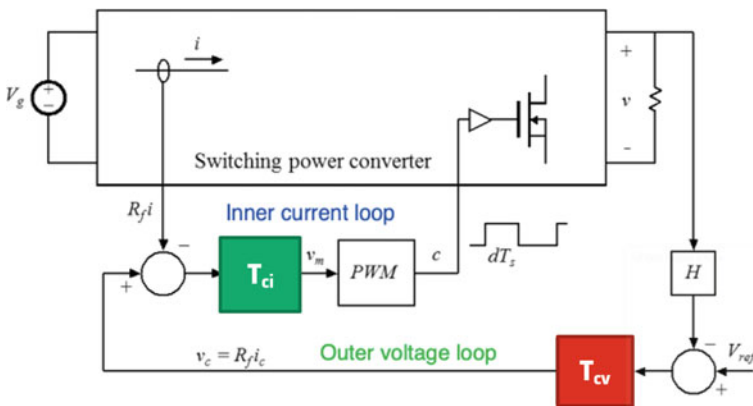 i
+
V_g
+
−
v
−
Switching power converter
R_f i
Inner current loop
−
+
T_ci
v_m
PWM
c
dT_s
H
v_c = R_f i_c
Outer voltage loop
T_cv
−
+
V_ref